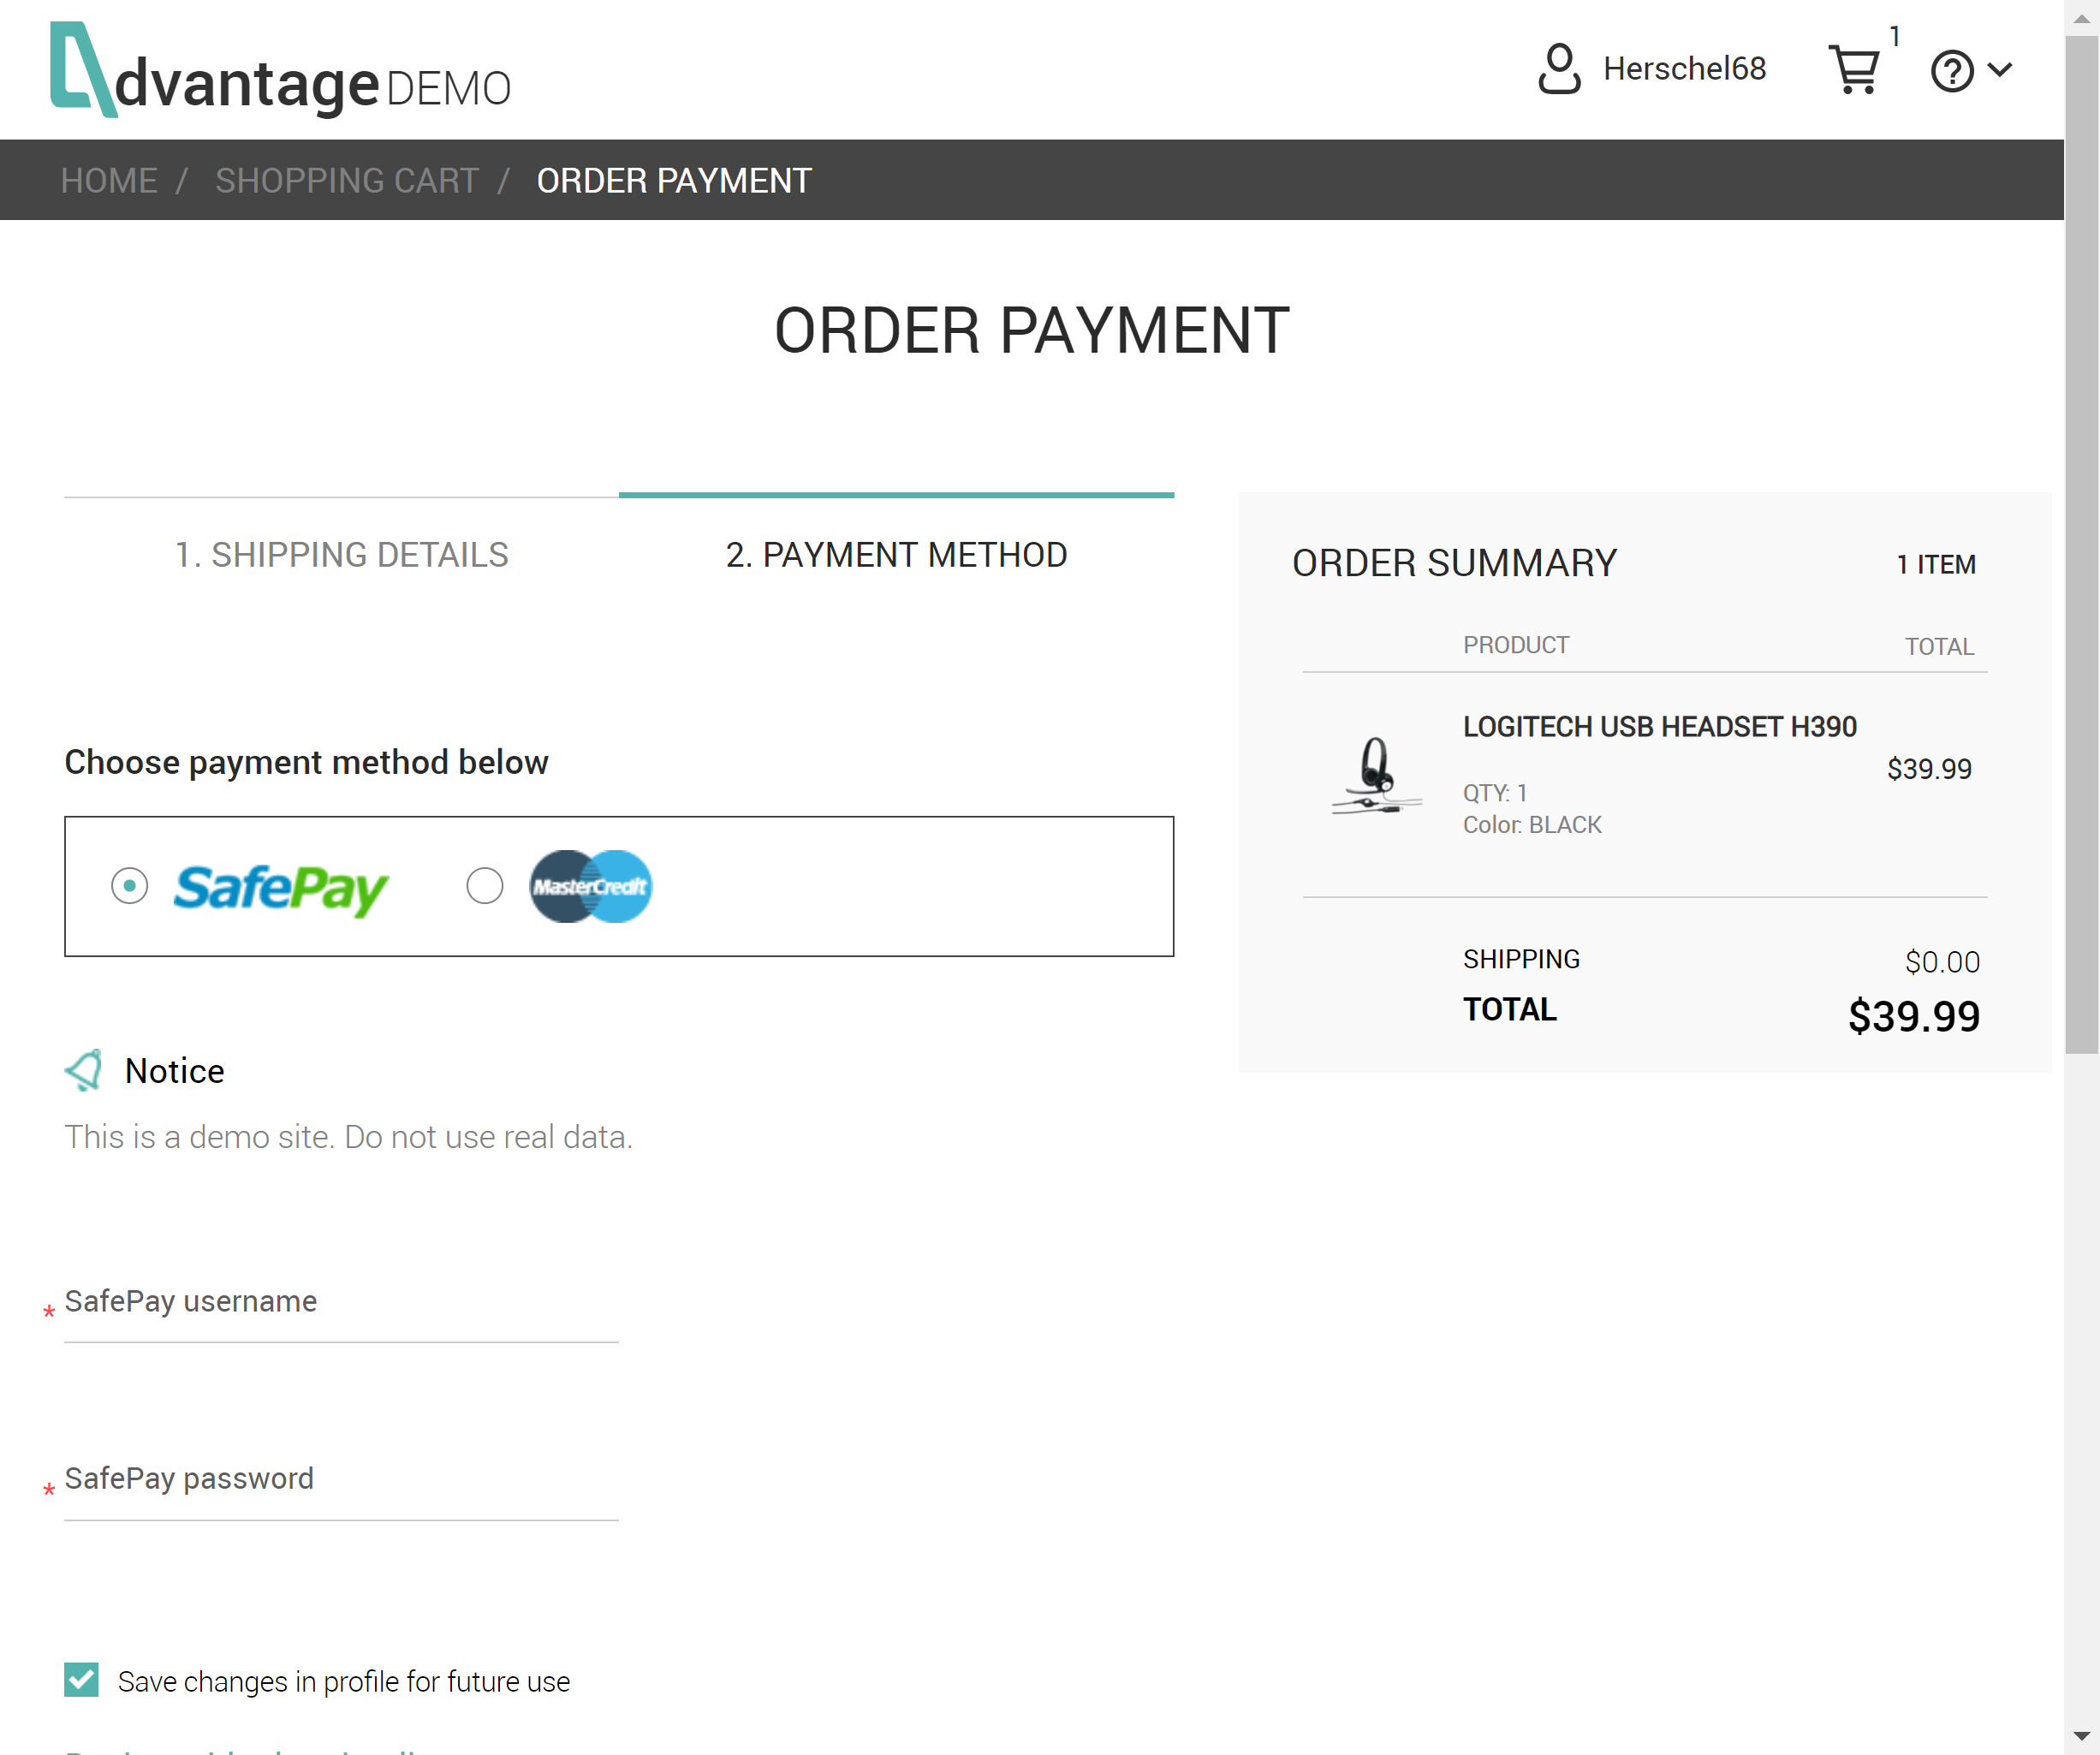 dvantage DEMO
Herschel68
1
HOME / SHOPPING CART / ORDER PAYMENT
ORDER PAYMENT
1. SHIPPING DETAILS
2. PAYMENT METHOD
Choose payment method below
SafePay
MasterCredit
Notice
This is a demo site. Do not use real data.
* SafePay username
* SafePay password
Save changes in profile for future use
ORDER SUMMARY
1 ITEM
PRODUCT
TOTAL
LOGITECH USB HEADSET H390
$39.99
QTY: 1
Color: BLACK
SHIPPING
$0.00
TOTAL
$39.99